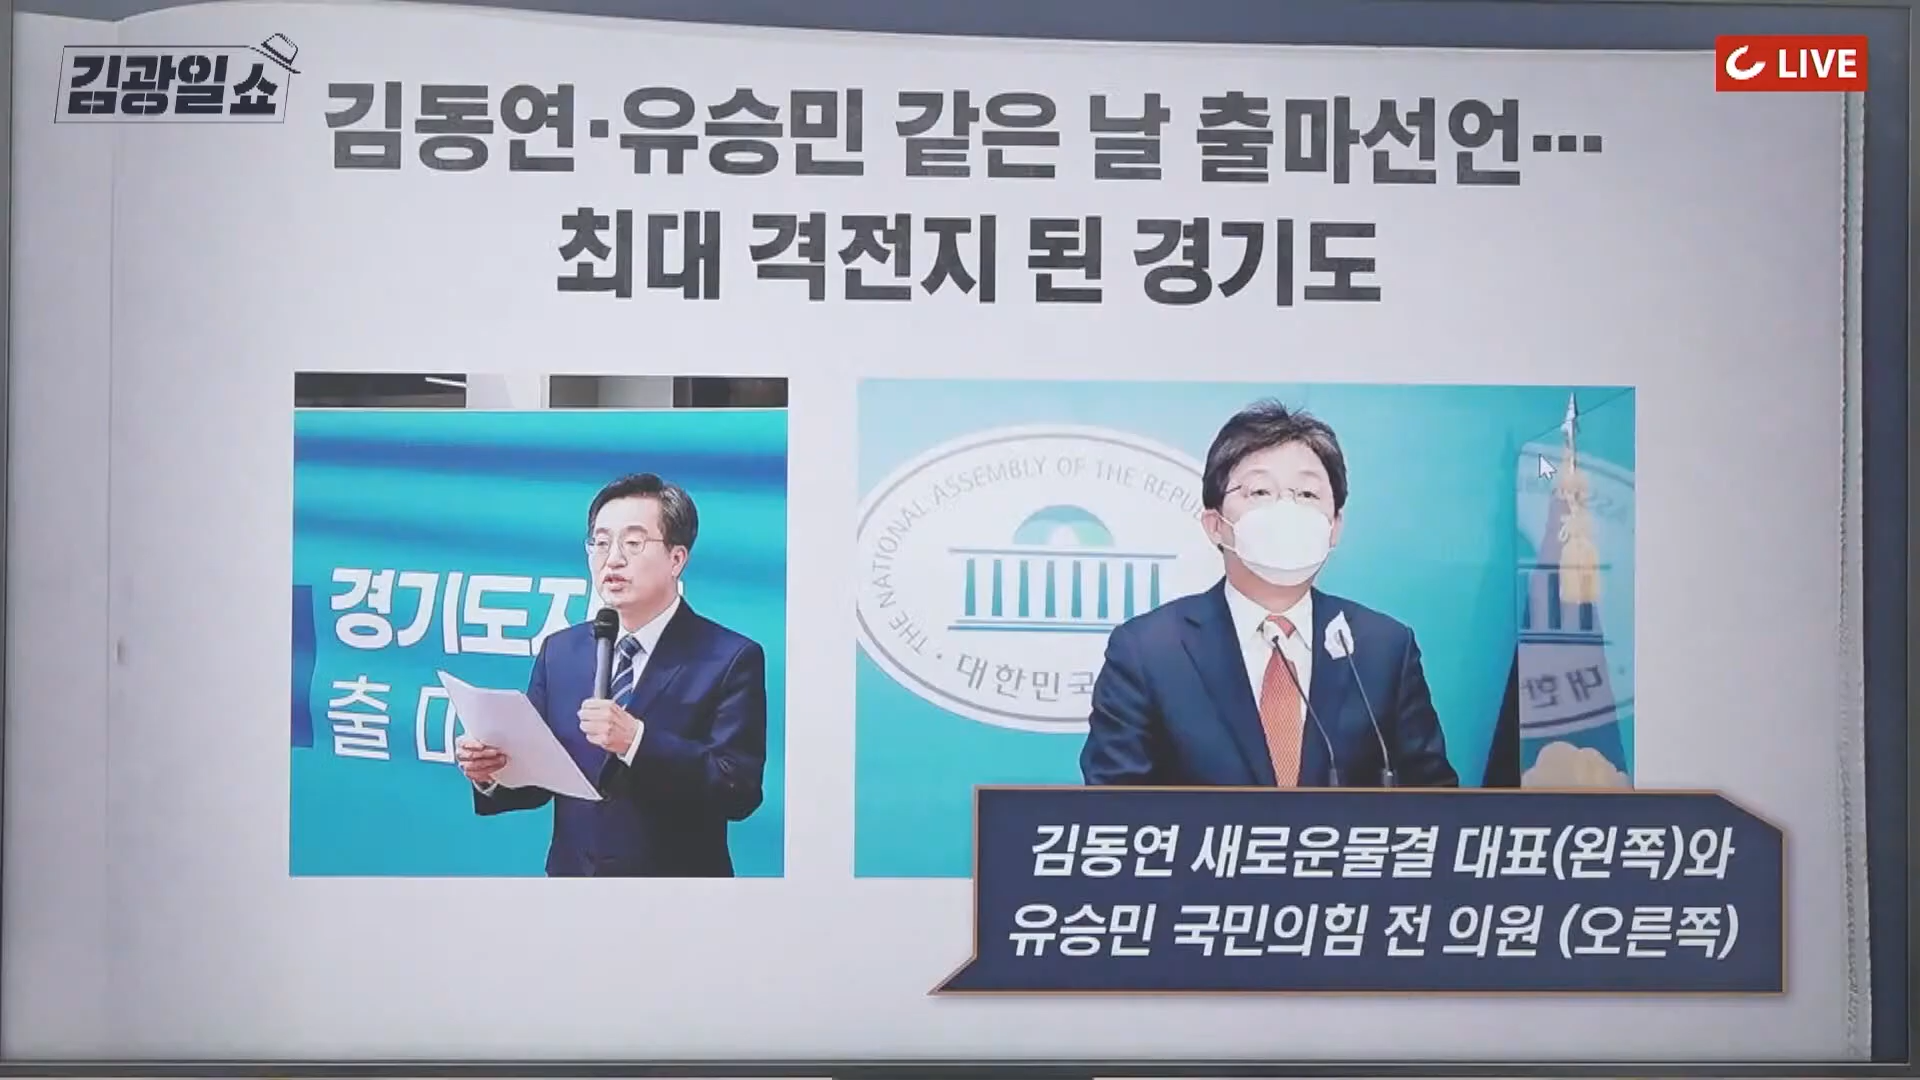 김광일쇼
LIVE
김동연·유승민 같은 날 출마선언…
최대 격전지 된 경기도
경기도지
출 마
THE NATIONAL ASSEMBLY OF THE REPU
대한민국
김동연 새로운물결 대표(왼쪽)와
유승민 국민의힘 전 의원 (오른쪽)